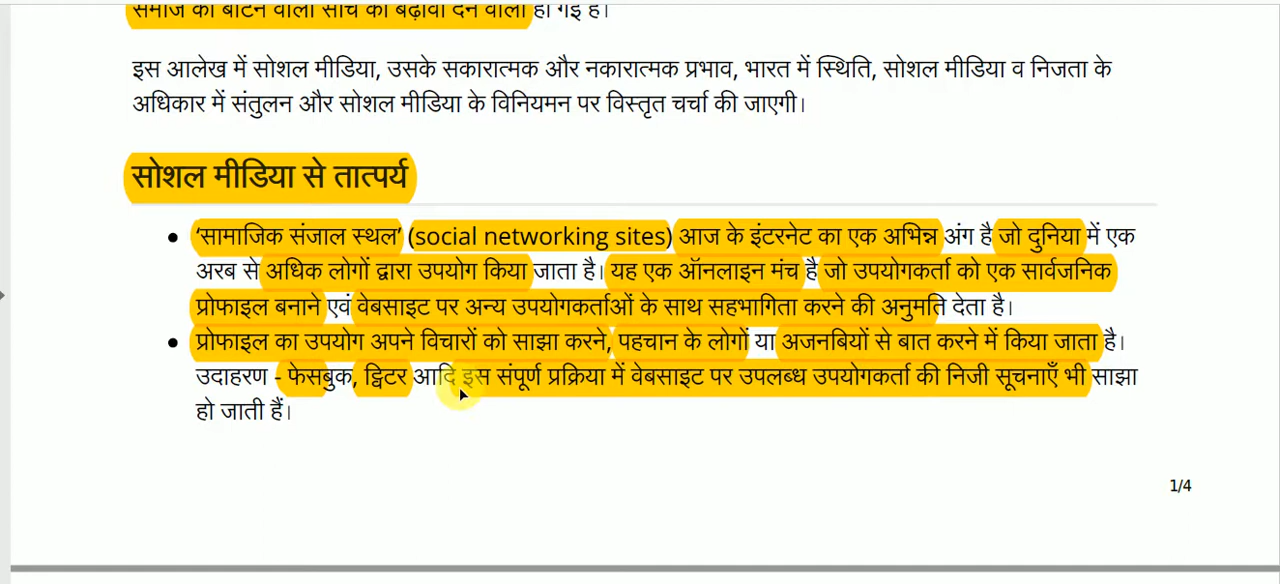 समाज को बाँटने वाली सोच को बढ़ावा देने वाली हो गई है।
इस आलेख में सोशल मीडिया, उसके सकारात्मक और नकारात्मक प्रभाव, भारत में स्थिति, सोशल मीडिया व निजता के
अधिकार में संतुलन और सोशल मीडिया के विनियमन पर विस्तृत चर्चा की जाएगी।
सोशल मीडिया से तात्पर्य
• ‘सामाजिक संजाल स्थल’ (social networking sites) आज के इंटरनेट का एक अभिन्न अंग है जो दुनिया में एक
अरब से अधिक लोगों द्वारा उपयोग किया जाता है। यह एक ऑनलाइन मंच है जो उपयोगकर्ता को एक सार्वजनिक
प्रोफाइल बनाने एवं वेबसाइट पर अन्य उपयोगकर्ताओं के साथ सहभागिता करने की अनुमति देता है।
• प्रोफाइल का उपयोग अपने विचारों को साझा करने, पहचान के लोगों या अजनबियों से बात करने में किया जाता है।
उदाहरण - फेसबुक, ट्विटर आदि इस संपूर्ण प्रक्रिया में वेबसाइट पर उपलब्ध उपयोगकर्ता की निजी सूचनाएँ भी साझा
हो जाती हैं।
1/4